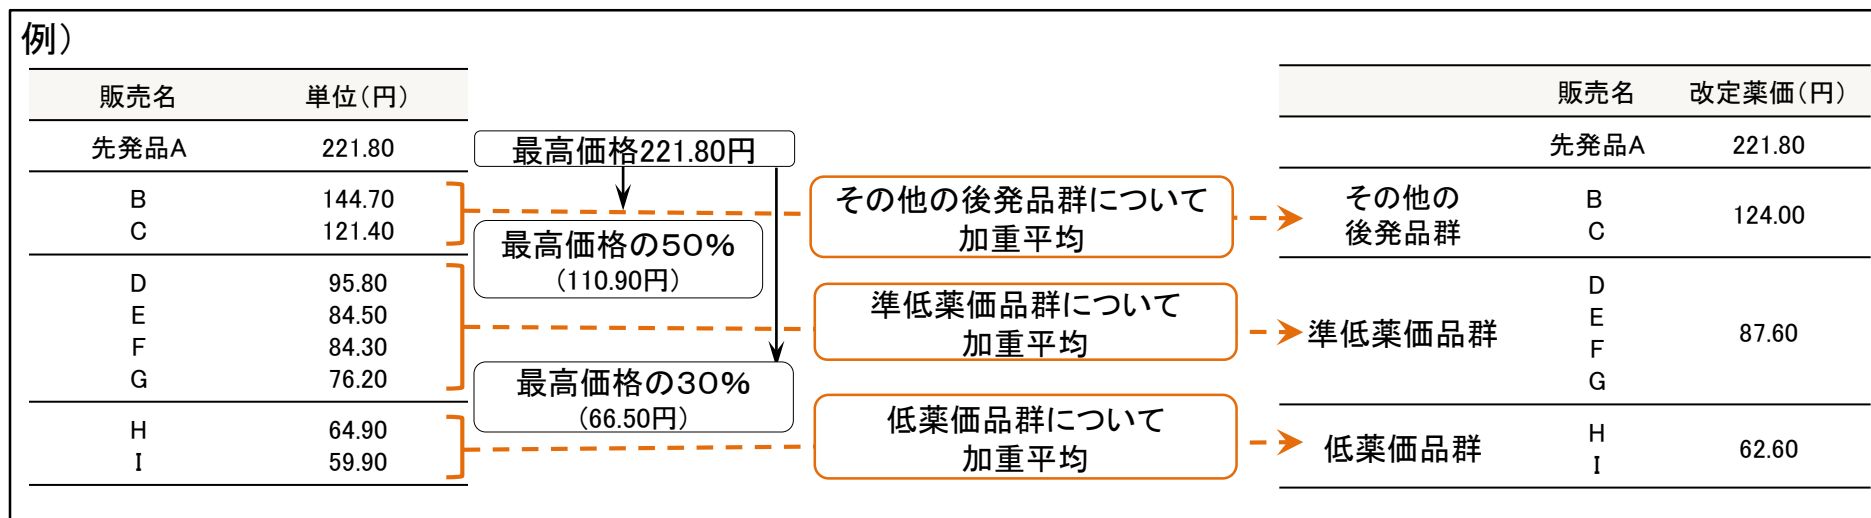 例）
販売名 単位（円）
先発品A 221.80
B 144.70
C 121.40
D 95.80
E 84.50
F 84.30
G 76.20
H 64.90
I 59.90
最高価格221.80円
最高価格の50%
（110.90円）
最高価格の30%
（66.50円）
その他の後発品群について
加重平均
準低薬価品群について
加重平均
低薬価品群について
加重平均
販売名 改定薬価（円）
先発品A 221.80
その他の
後発品群
B
C
124.00
準低薬価品群
D
E
F
G
87.60
低薬価品群
H
I
62.60